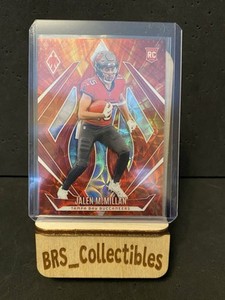 RC
JALEN McMILLAN
TAMPA BAY BUCCANEERS
BRS_Collectibles